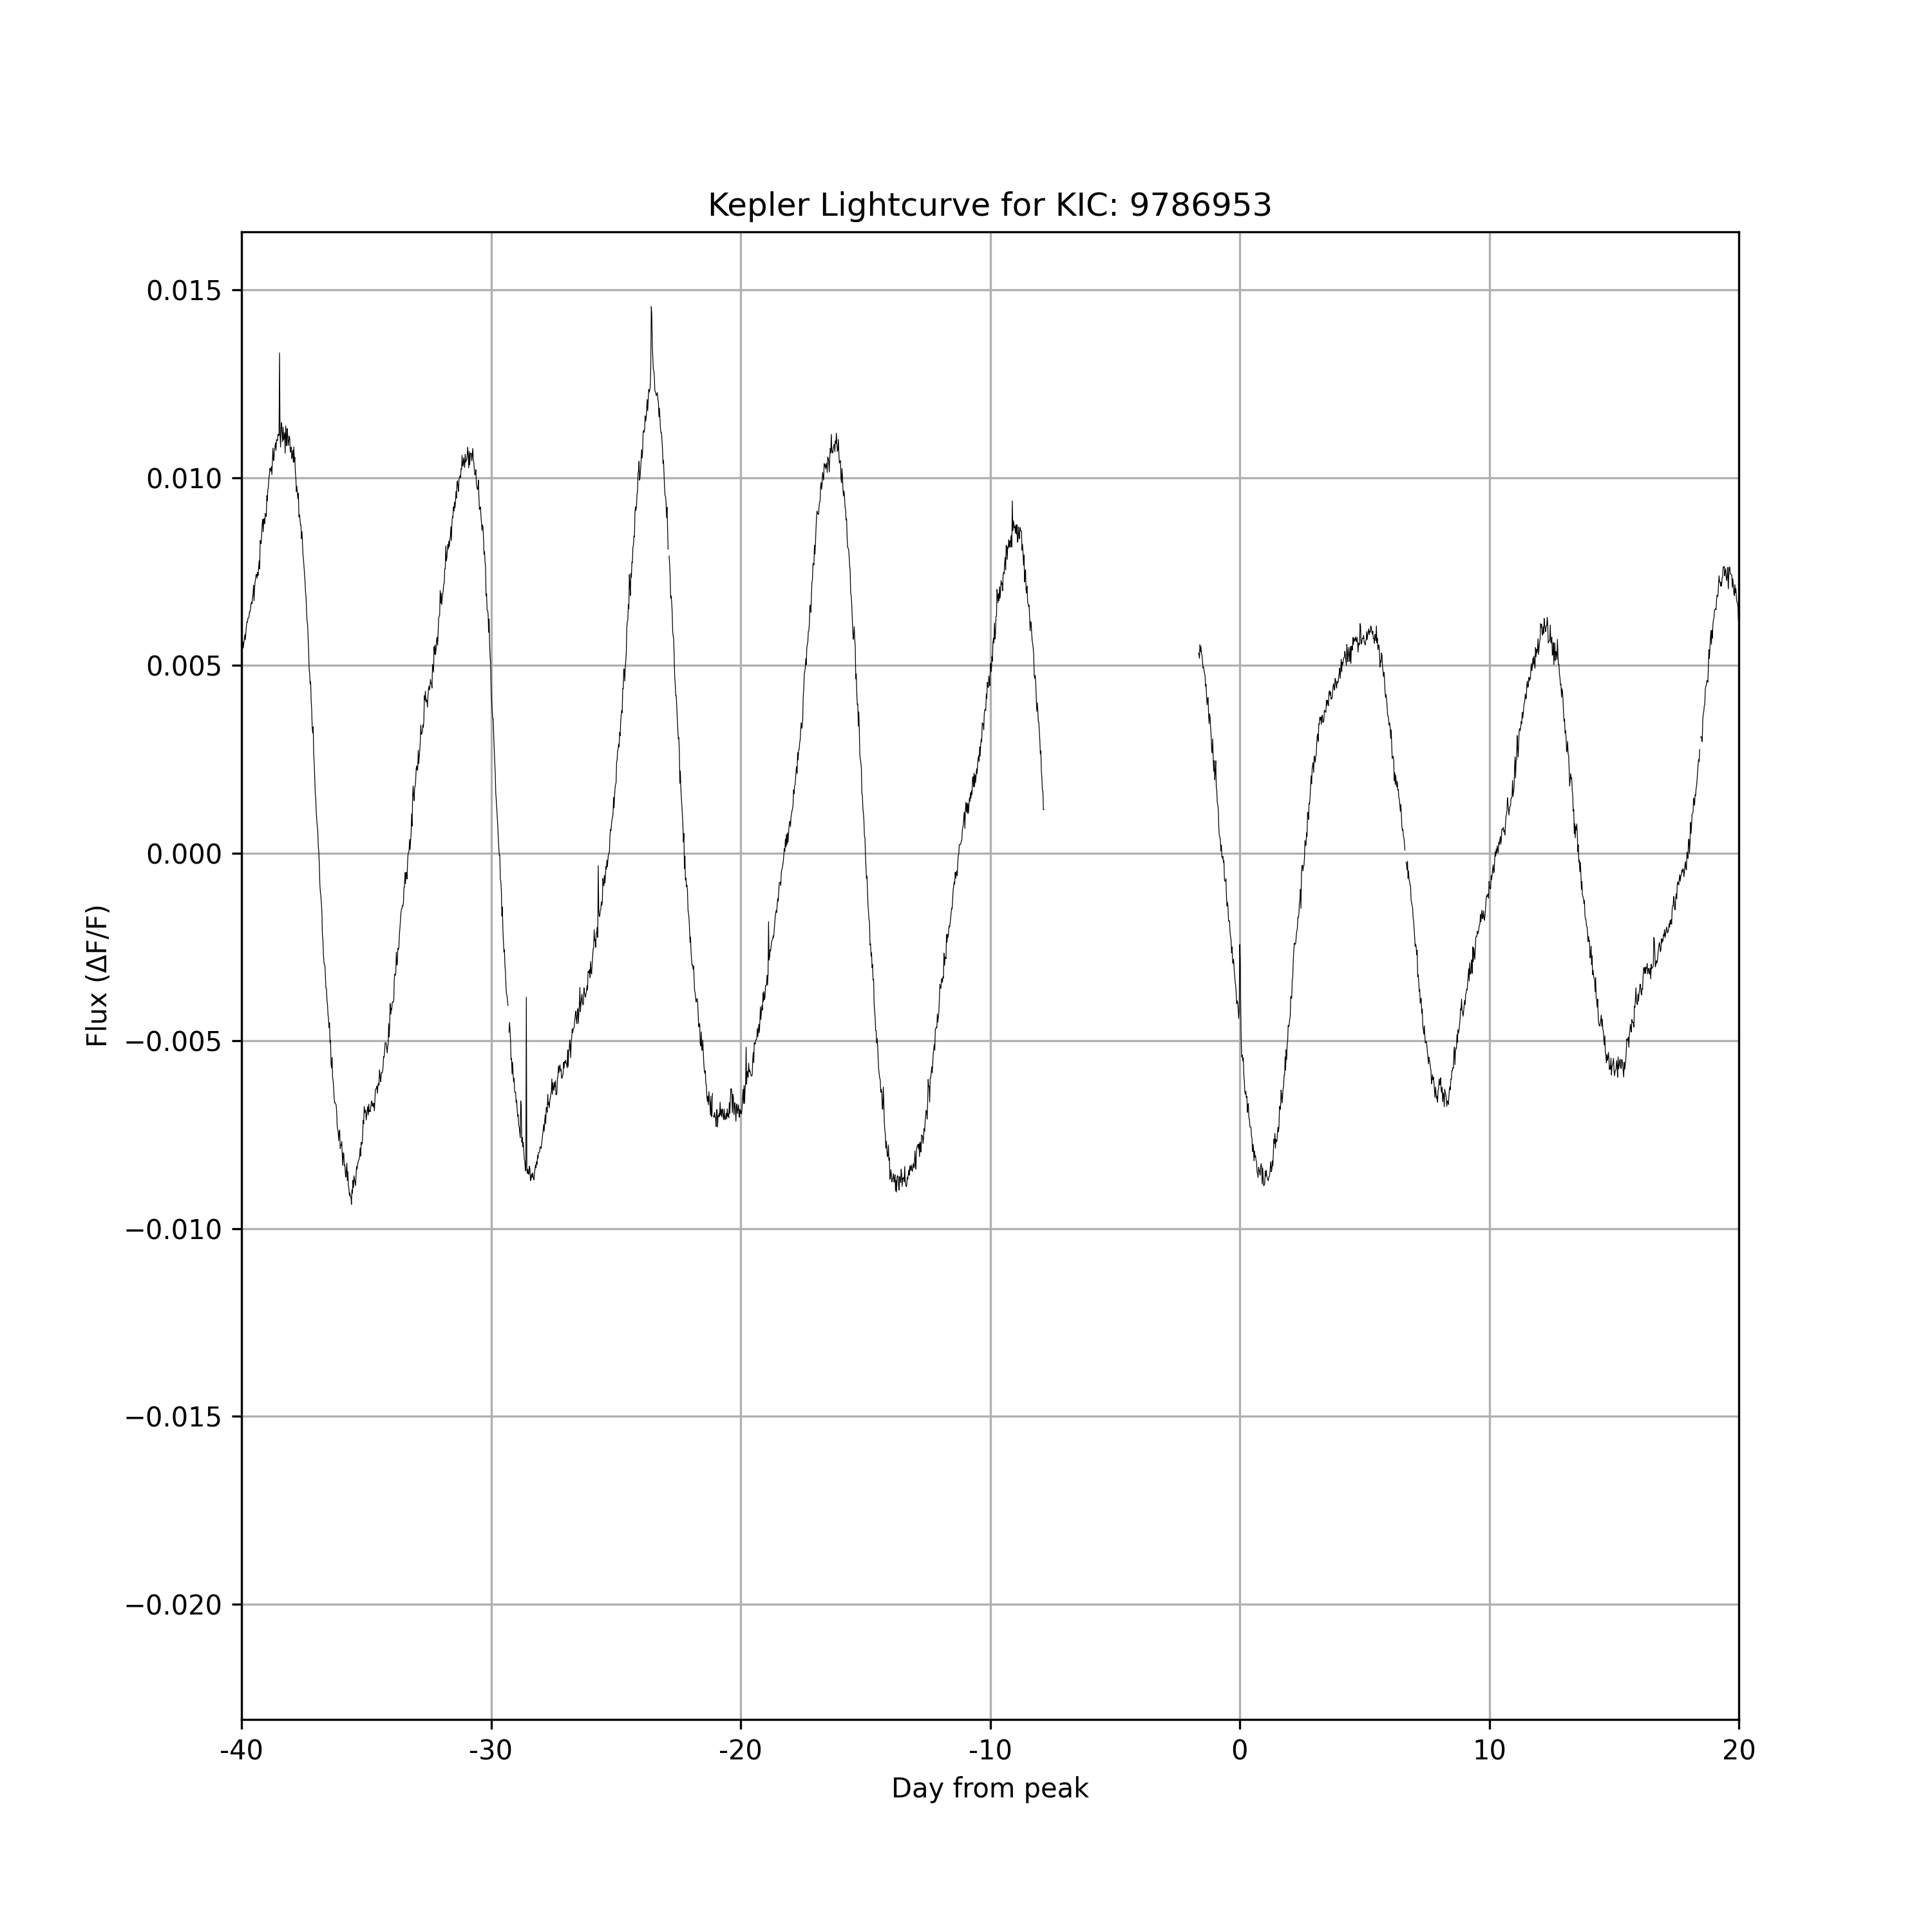 Kepler Lightcurve for KIC: 9786953
0.015
0.010
0.005
0.000
−0.005
−0.010
−0.015
−0.020
Flux (ΔF/F)
-40 -30 -20 -10 0 10 20
Day from peak